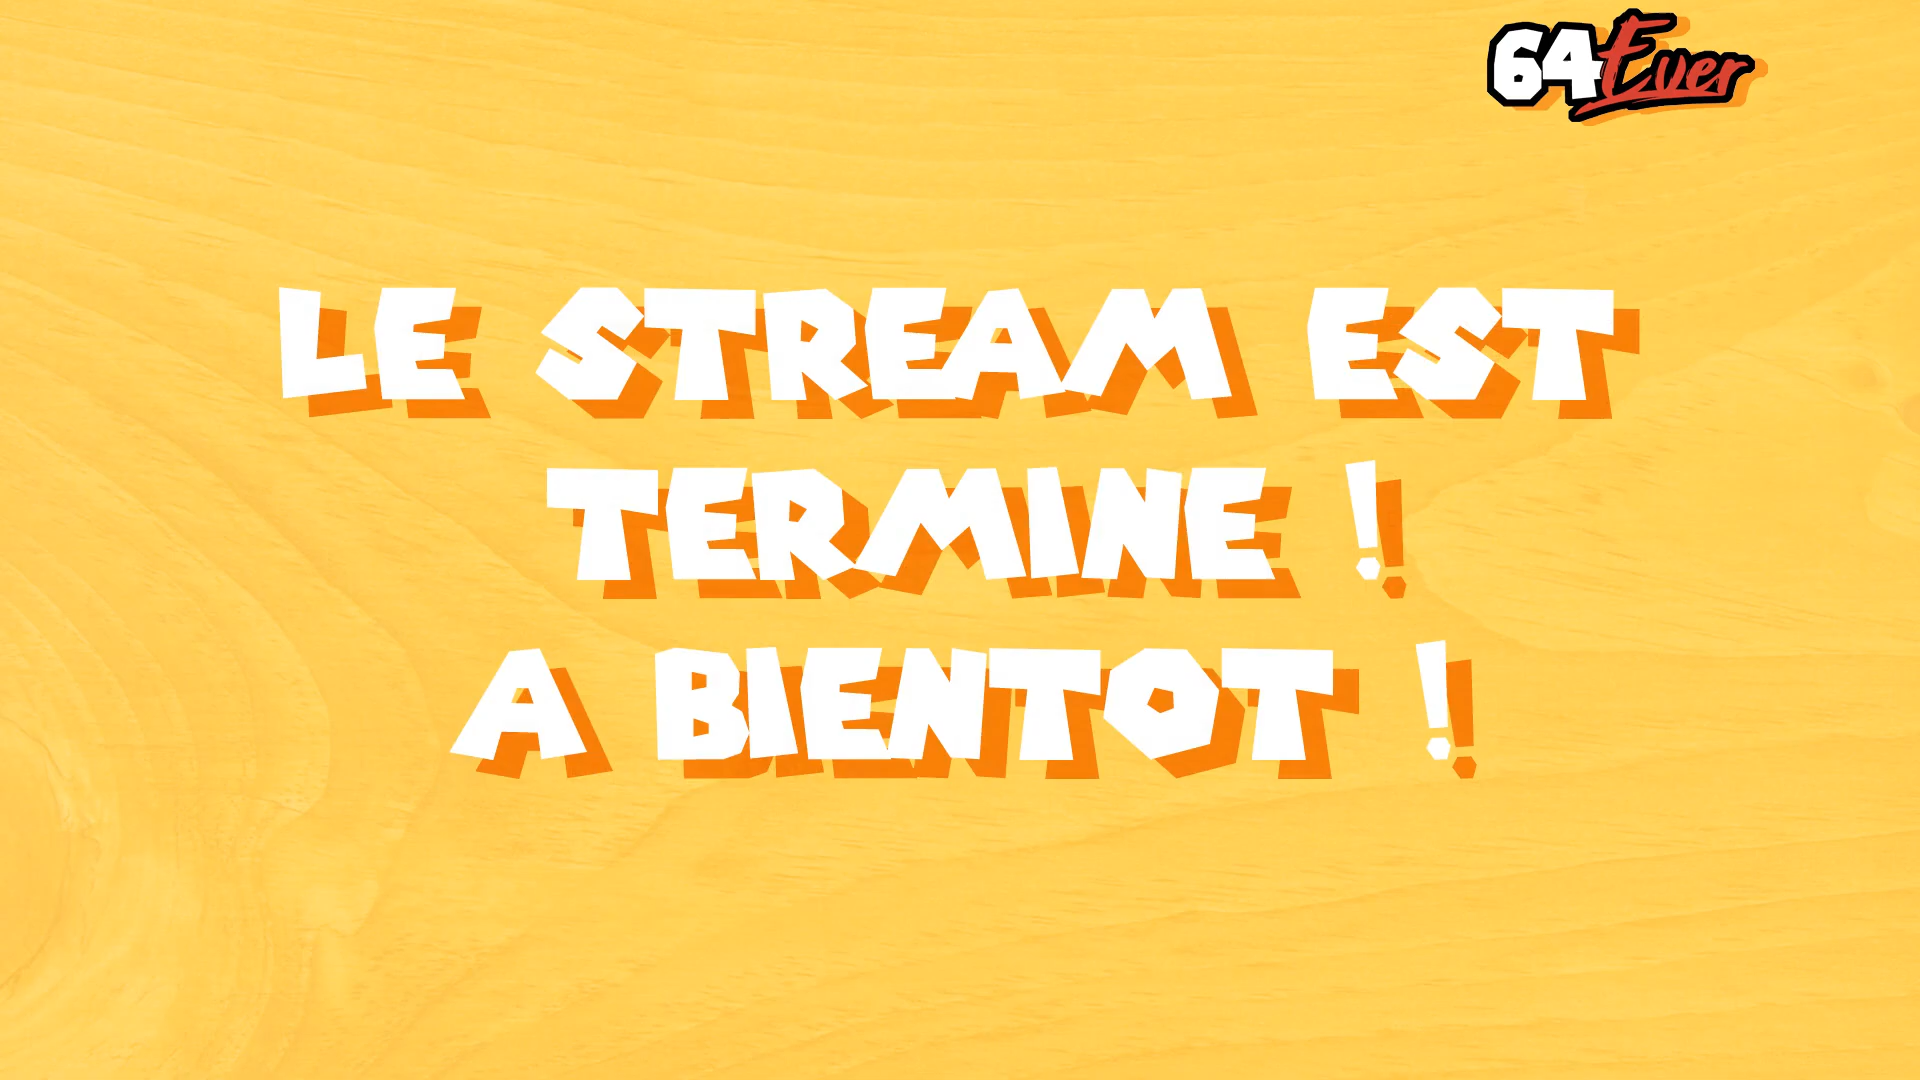 64Ever
LE STREAM EST
TERMINE !
A BIENTOT !